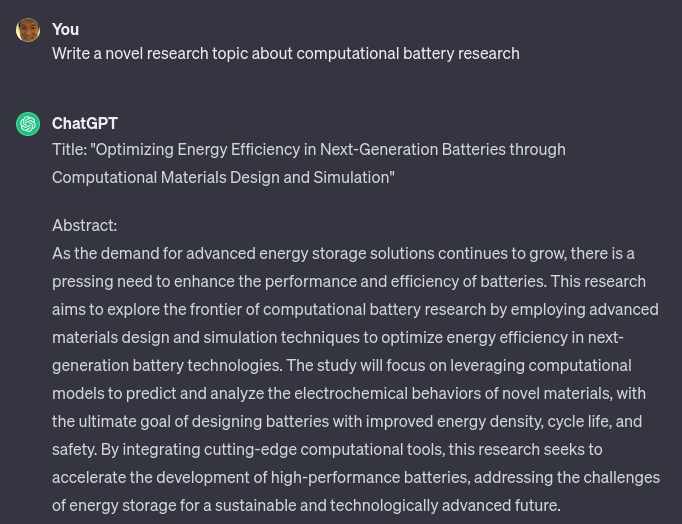 You
Write a novel research topic about computational battery research
ChatGPT
Title: "Optimizing Energy Efficiency in Next-Generation Batteries through
Computational Materials Design and Simulation"
Abstract:
As the demand for advanced energy storage solutions continues to grow, there is a
pressing need to enhance the performance and efficiency of batteries. This research
aims to explore the frontier of computational battery research by employing advanced
materials design and simulation techniques to optimize energy efficiency in next-
generation battery technologies. The study will focus on leveraging computational
models to predict and analyze the electrochemical behaviors of novel materials, with
the ultimate goal of designing batteries with improved energy density, cycle life, and
safety. By integrating cutting-edge computational tools, this research seeks to
accelerate the development of high-performance batteries, addressing the challenges
of energy storage for a sustainable and technologically advanced future.